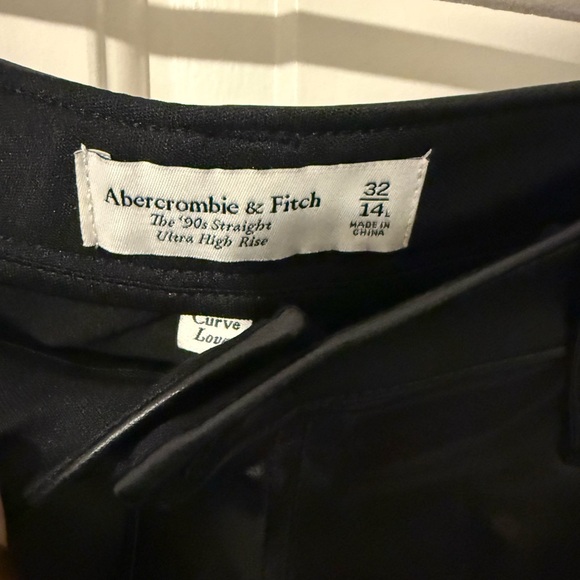 Abercrombie & Fitch
The '90s Straight
Ultra High Rise
32
14L
MADE IN
CHINA
Curve
Love